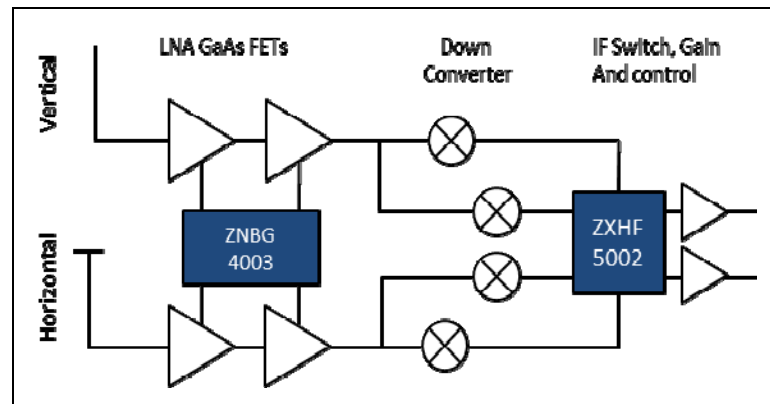 LNA GaAs FETs
Down
Converter
IF Switch, Gain
And control
Vertical
ZNBG
4003
ZXHF
5002
Horizontal